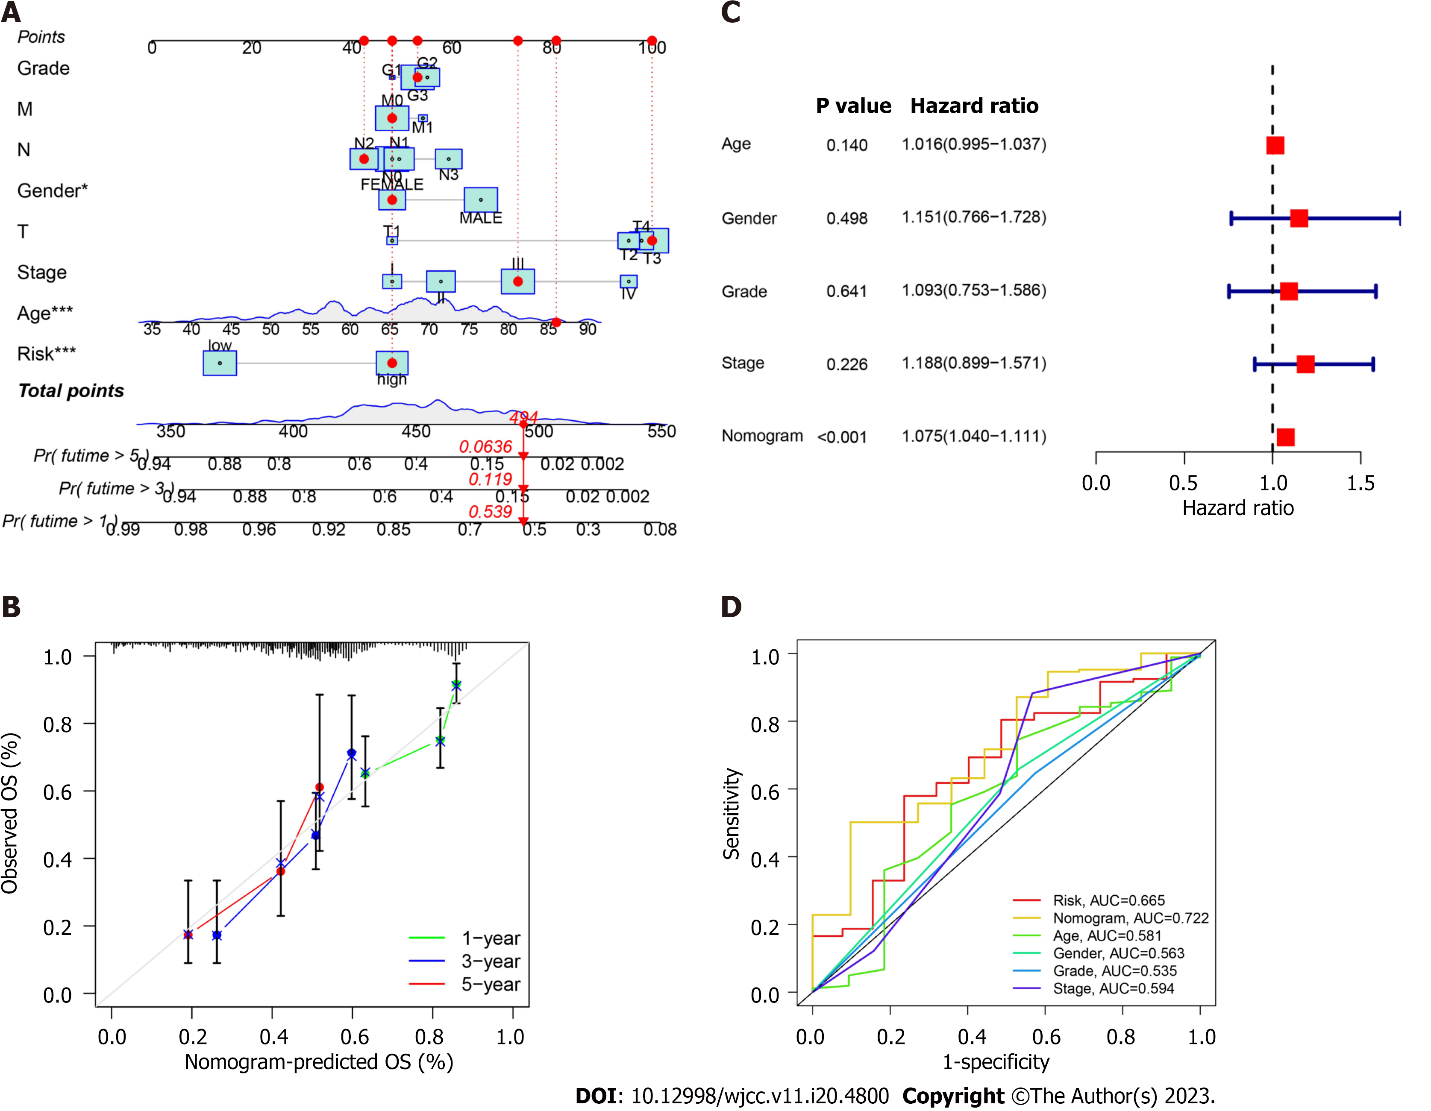 A
Points
0 20 40 60 80 100
Grade
G1 G2
G3
M
M0
M1
N
N2 N1
N0 N3
Gender*
FEMALE
MALE
T
T1 T4
T2 T3
Stage
I III
II IV
Age***
35 40 45 50 55 60 65 70 75 80 85 90
Risk***
low
high
Total points
494
350 400 450 500 550
0.0636
Pr( futime > 5 )
0.94 0.88 0.8 0.6 0.4 0.15 0.02 0.002
0.119
Pr( futime > 3 )
0.94 0.88 0.8 0.6 0.4 0.15 0.02 0.002
0.539
Pr( futime > 1 )
0.99 0.98 0.96 0.92 0.85 0.7 0.5 0.3 0.08
C
P value Hazard ratio
Age 0.140 1.016(0.995−1.037)
Gender 0.498 1.151(0.766−1.728)
Grade 0.641 1.093(0.753−1.586)
Stage 0.226 1.188(0.899−1.571)
Nomogram <0.001 1.075(1.040−1.111)
0.0 0.5 1.0 1.5
Hazard ratio
B
Observed OS (%)
1.0
0.8
0.6
0.4
0.2
0.0
1−year
3−year
5−year
0.0 0.2 0.4 0.6 0.8 1.0
Nomogram-predicted OS (%)
D
Sensitivity
1.0
0.8
0.6
0.4
0.2
0.0
Risk, AUC=0.665
Nomogram, AUC=0.722
Age, AUC=0.581
Gender, AUC=0.563
Grade, AUC=0.535
Stage, AUC=0.594
0.0 0.2 0.4 0.6 0.8 1.0
1-specificity
DOI: 10.12998/wjcc.v11.i20.4800 Copyright ©The Author(s) 2023.